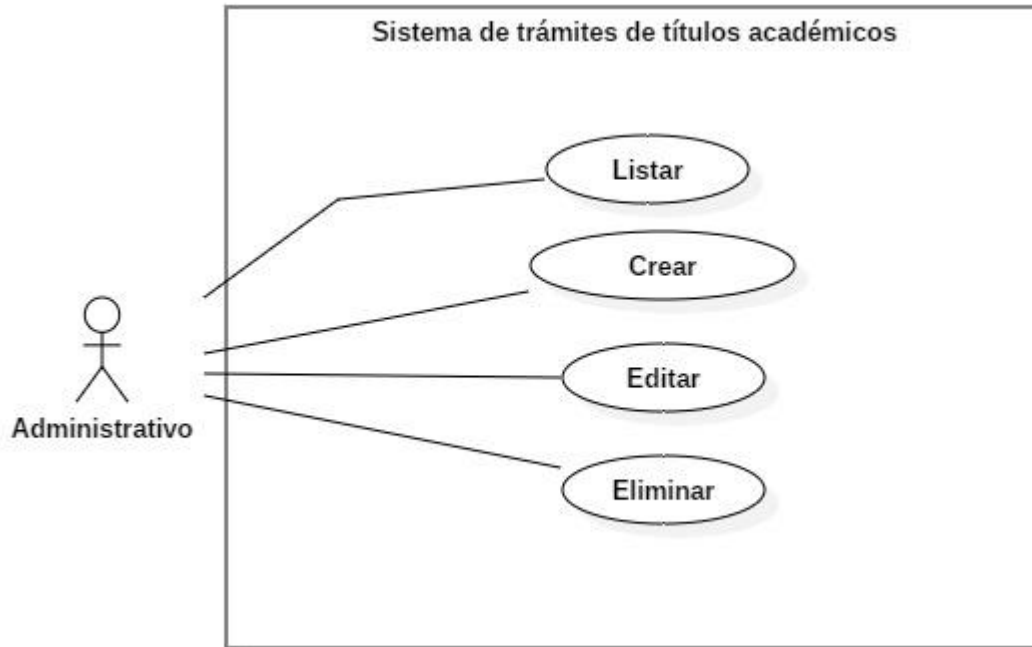 Sistema de trámites de títulos académicos
Listar
Crear
Editar
Administrativo
Eliminar